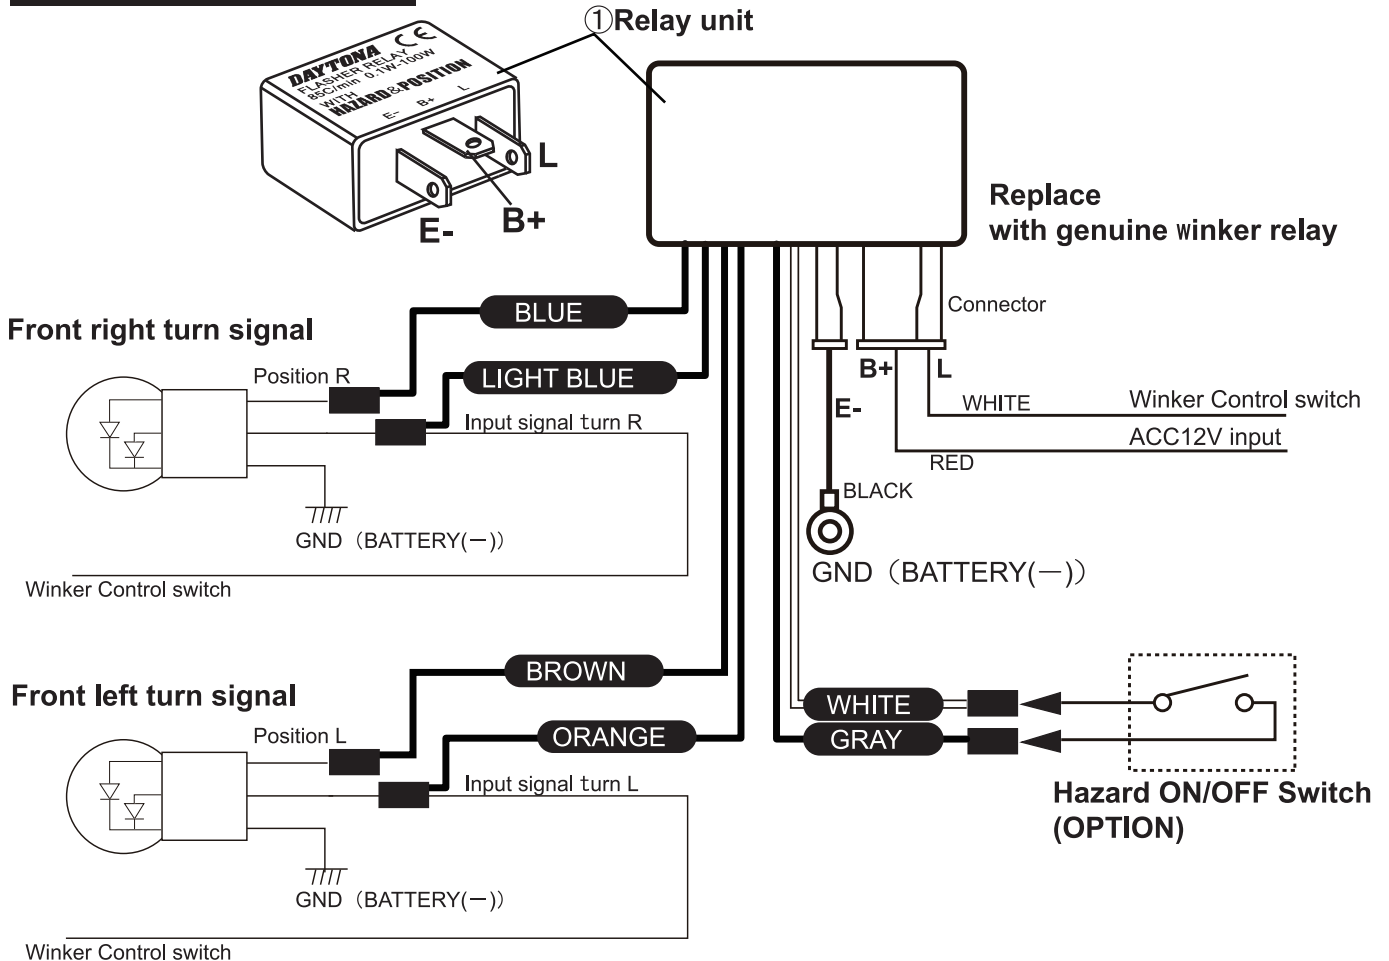 ①Relay unit
DAYTONA CE
FLASHER RELAY
85C/min 0.1W-100W
WITH
HAZARD&POSITION
E- B+ L
L
B+
E-
Replace
with genuine winker relay
Connector
B+ L
E-
WHITE
Winker Control switch
ACC12V input
RED
BLACK
GND（BATTERY(－)）
Front right turn signal
BLUE
LIGHT BLUE
Position R
Input signal turn R
GND（BATTERY(－)）
Winker Control switch
Front left turn signal
BROWN
ORANGE
Position L
Input signal turn L
GND（BATTERY(－)）
Winker Control switch
WHITE
GRAY
Hazard ON/OFF Switch
(OPTION)